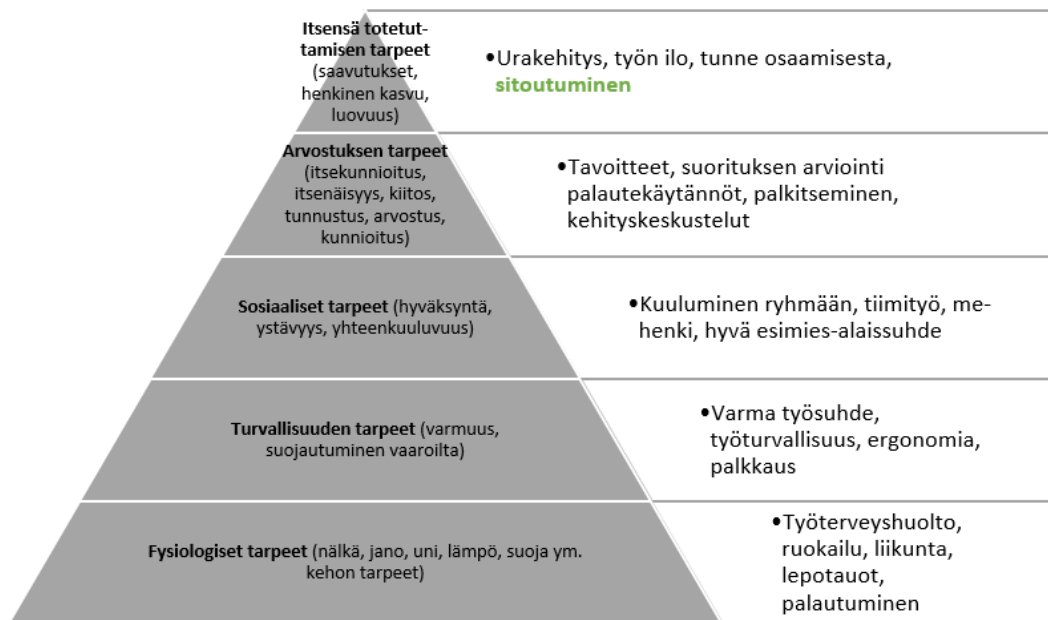 Itsensä totetut-
tamisen tarpeet
(saavutukset,
henkinen kasvu,
luovuus)
•Urakehitys, työn ilo, tunne osaamisesta,
sitoutuminen
Arvostuksen tarpeet
(itsekunnioitus,
itsenäisyys, kiitos,
tunnustus, arvostus,
kunnioitus)
•Tavoitteet, suorituksen arviointi
palautekäytännöt, palkitseminen,
kehityskeskustelut
Sosiaaliset tarpeet (hyväksyntä,
ystävyys, yhteenkuuluvuus)
•Kuuluminen ryhmään, tiimityö, me-
henki, hyvä esimies-alaissuhde
Turvallisuuden tarpeet (varmuus,
suojautuminen vaaroilta)
•Varma työsuhde,
työturvallisuus, ergonomia,
palkkaus
Fysiologiset tarpeet (nälkä, jano, uni, lämpö, suoja ym.
kehon tarpeet)
•Työterveyshuolto,
ruokailu, liikunta,
lepotauot,
palautuminen